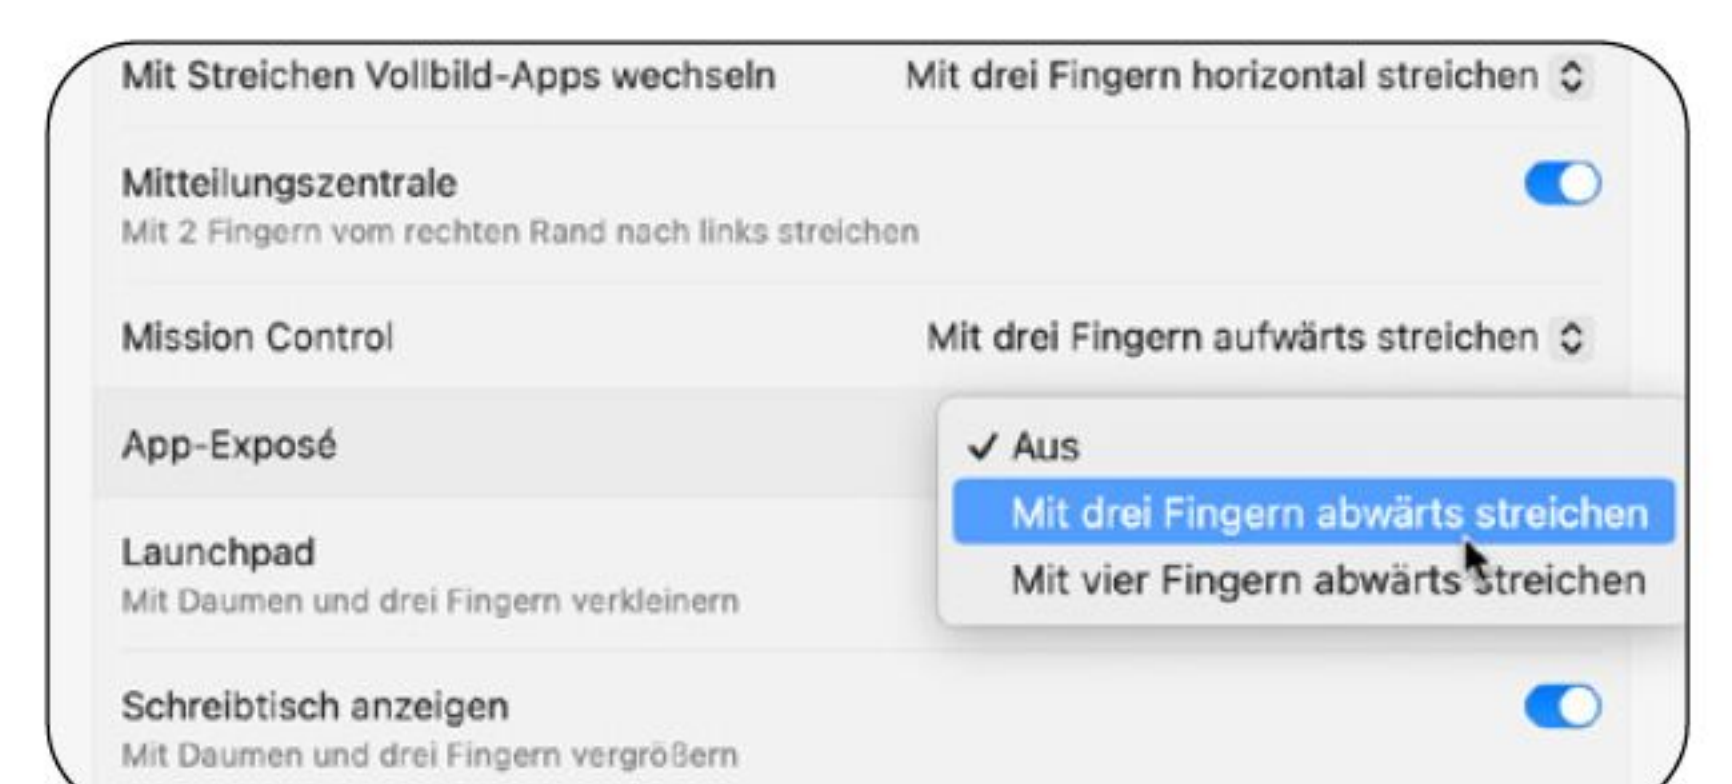 Mit Streichen Vollbild-Apps wechseln Mit drei Fingern horizontal streichen
Mitteilungszentrale
Mit 2 Fingern vom rechten Rand nach links streichen
Mission Control Mit drei Fingern aufwärts streichen
App-Exposé ✓ Aus
Mit drei Fingern abwärts streichen
Mit vier Fingern abwärts streichen
Launchpad
Mit Daumen und drei Fingern verkleinern
Schreibtisch anzeigen
Mit Daumen und drei Fingern vergrößern